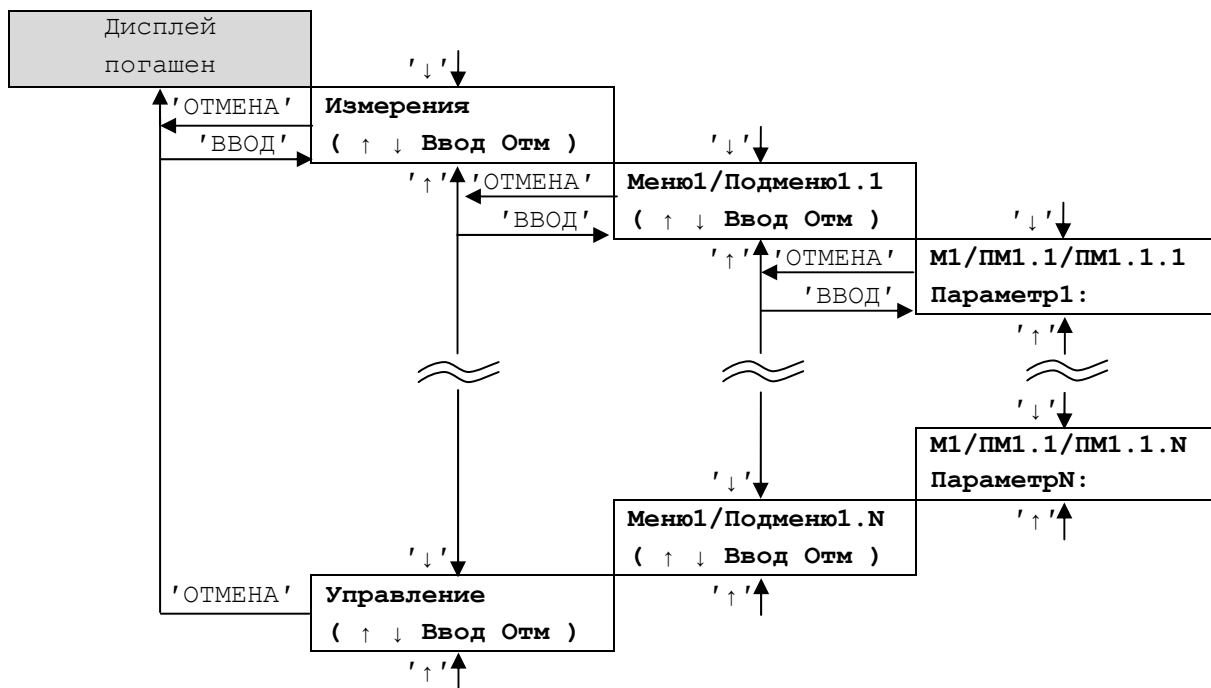 Дисплей
погашен
'↓'
'ОТМЕНА'
Измерения
( ↑ ↓ Ввод Отм )
'ВВОД'
'↓'
'↑'
'ОТМЕНА'
Меню1/Подменю1.1
( ↑ ↓ Ввод Отм )
'ВВОД'
'↓'
'↑'
'ОТМЕНА'
М1/ПМ1.1/ПМ1.1.1
Параметр1:
'ВВОД'
'↑'
'↓'
М1/ПМ1.1/ПМ1.1.N
ПараметрN:
'↑'
'↓'
Меню1/Подменю1.N
( ↑ ↓ Ввод Отм )
'↑'
'↓'
'ОТМЕНА'
Управление
( ↑ ↓ Ввод Отм )
'↑'